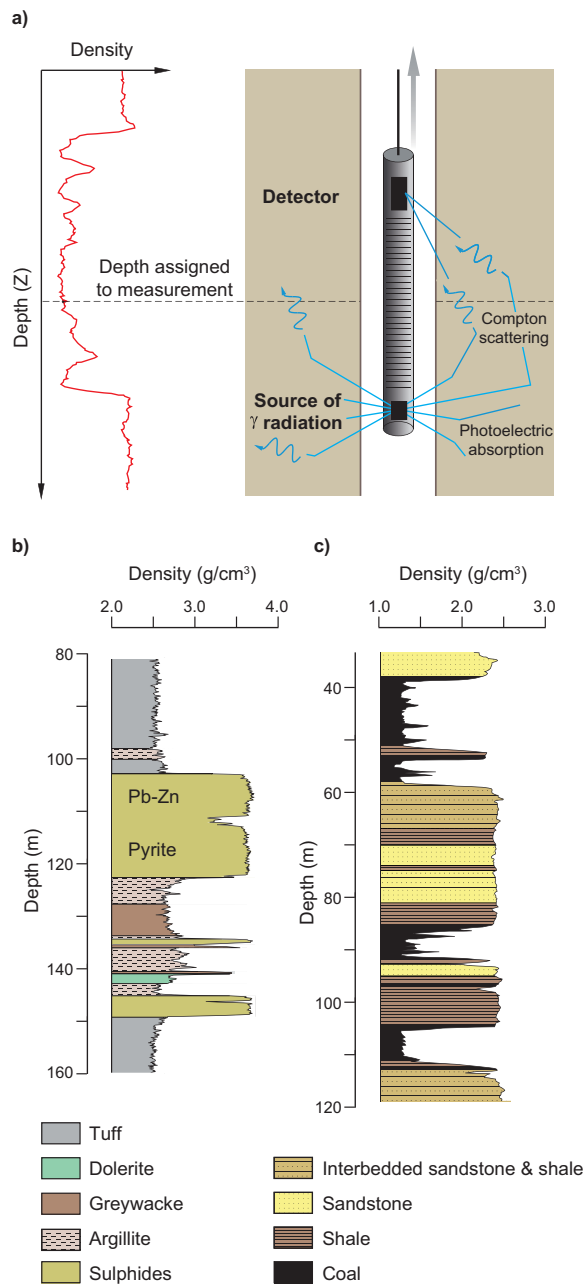 a)
Density
Depth (Z)
Depth assigned
to measurement
Detector
Source of
γ radiation
Compton
scattering
Photoelectric
absorption
b)
Density (g/cm³)
2.0 3.0 4.0
Depth (m)
80
100
120
140
160
Pb-Zn
Pyrite
c)
Density (g/cm³)
1.0 2.0 3.0
Depth (m)
40
60
80
100
120
Tuff
Dolerite
Greywacke
Argillite
Sulphides
Interbedded sandstone & shale
Sandstone
Shale
Coal